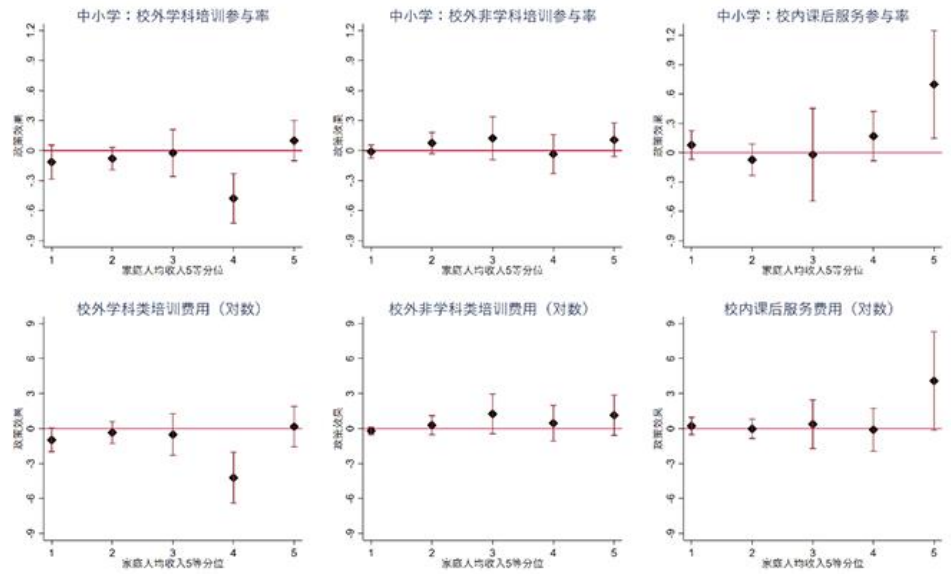 中小学：校外学科培训参与率
中小学：校外非学科培训参与率
中小学：校内课后服务参与率
政策效果
1.2
.9
.6
.3
0
-.3
-.6
-.9
1 2 3 4 5
家庭人均收入5等分位
政策效果
1.2
.9
.6
.3
0
-.3
-.6
-.9
1 2 3 4 5
家庭人均收入5等分位
政策效果
1.2
.9
.6
.3
0
-.3
-.6
-.9
1 2 3 4 5
家庭人均收入5等分位
校外学科类培训费用（对数）
校外非学科类培训费用（对数）
校内课后服务费用（对数）
政策效果
9
6
3
0
-3
-6
-9
1 2 3 4 5
家庭人均收入5等分位
政策效果
9
6
3
0
-3
-6
-9
1 2 3 4 5
家庭人均收入5等分位
政策效果
9
6
3
0
-3
-6
-9
1 2 3 4 5
家庭人均收入5等分位